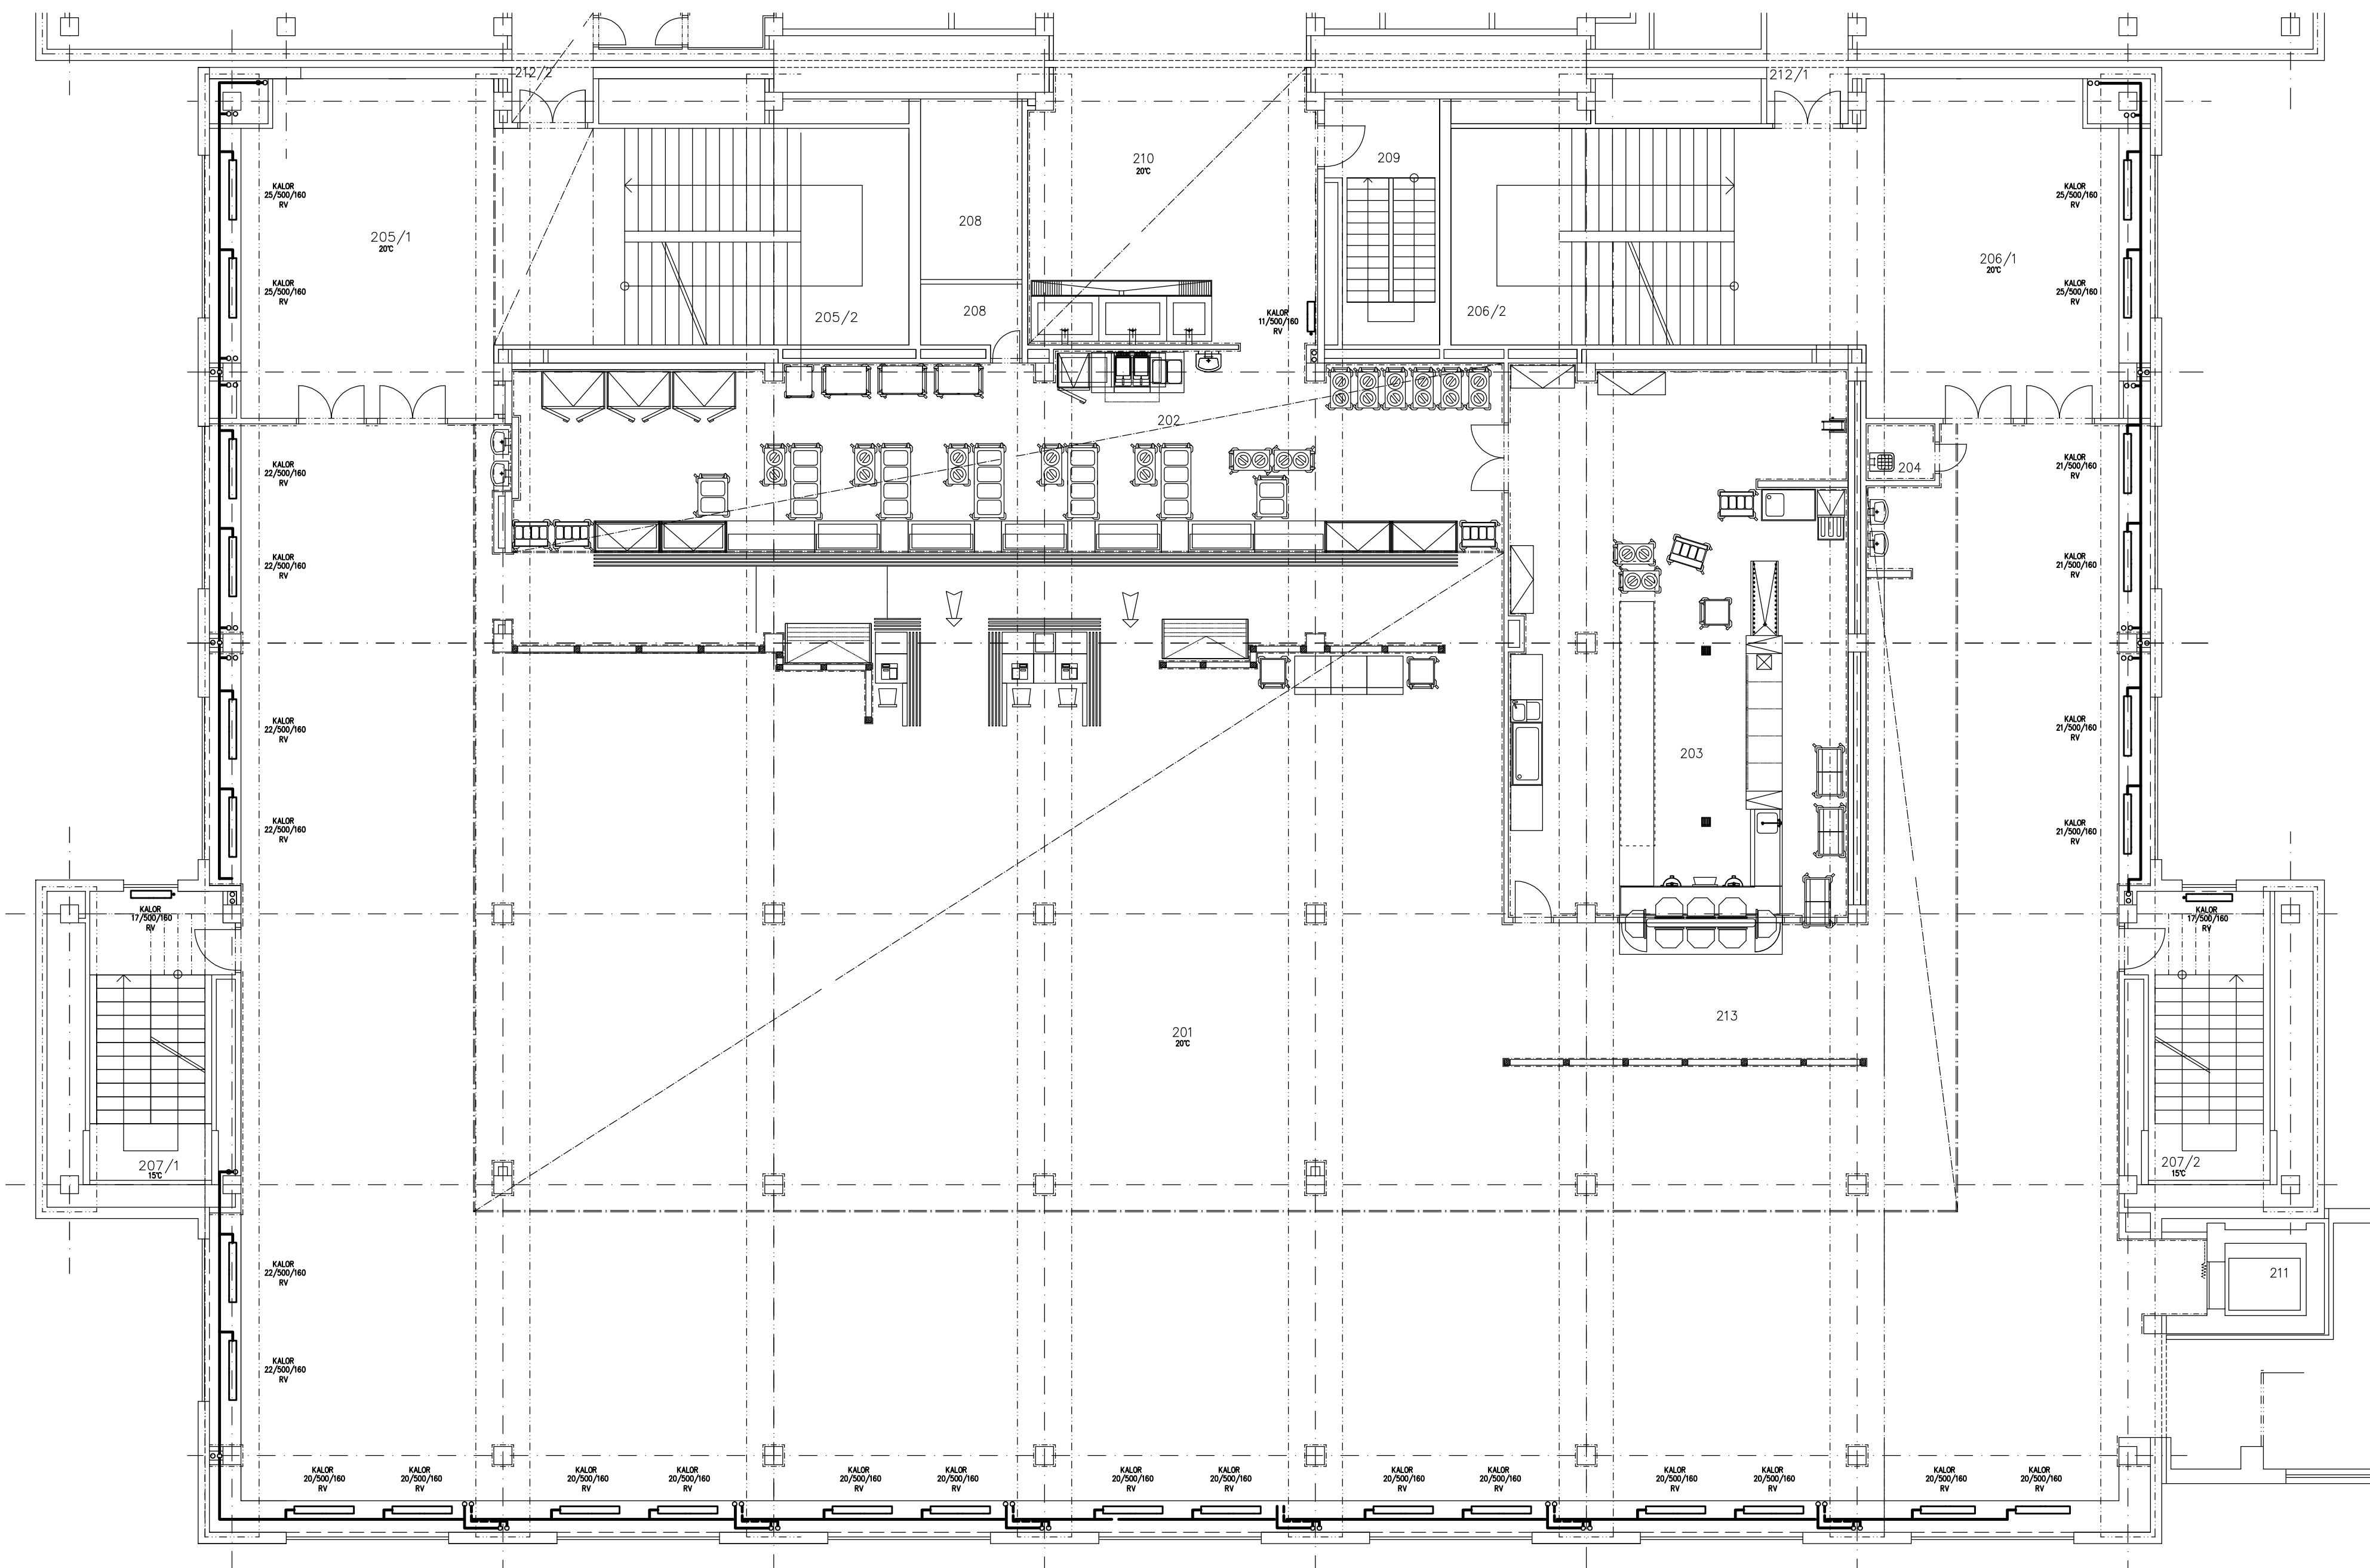 212/2
212/1
210
20°C
209
KALOR
25/500/160
RV
KALOR
25/500/160
RV
208
205/1
20°C
206/1
20°C
KALOR
25/500/160
RV
KALOR
25/500/160
RV
205/2
208
KALOR
11/500/160
RV
206/2
202
KALOR
22/500/160
RV
204
KALOR
21/500/160
RV
KALOR
22/500/160
RV
KALOR
21/500/160
RV
KALOR
22/500/160
RV
203
KALOR
21/500/160
RV
KALOR
22/500/160
RV
KALOR
21/500/160
RV
KALOR
17/500/160
RV
KALOR
17/500/160
RV
201
20°C
213
207/1
15°C
207/2
15°C
KALOR
22/500/160
RV
211
KALOR
22/500/160
RV
KALOR
20/500/160
RV
KALOR
20/500/160
RV
KALOR
20/500/160
RV
KALOR
20/500/160
RV
KALOR
20/500/160
RV
KALOR
20/500/160
RV
KALOR
20/500/160
RV
KALOR
20/500/160
RV
KALOR
20/500/160
RV
KALOR
20/500/160
RV
KALOR
20/500/160
RV
KALOR
20/500/160
RV
KALOR
20/500/160
RV
KALOR
20/500/160
RV